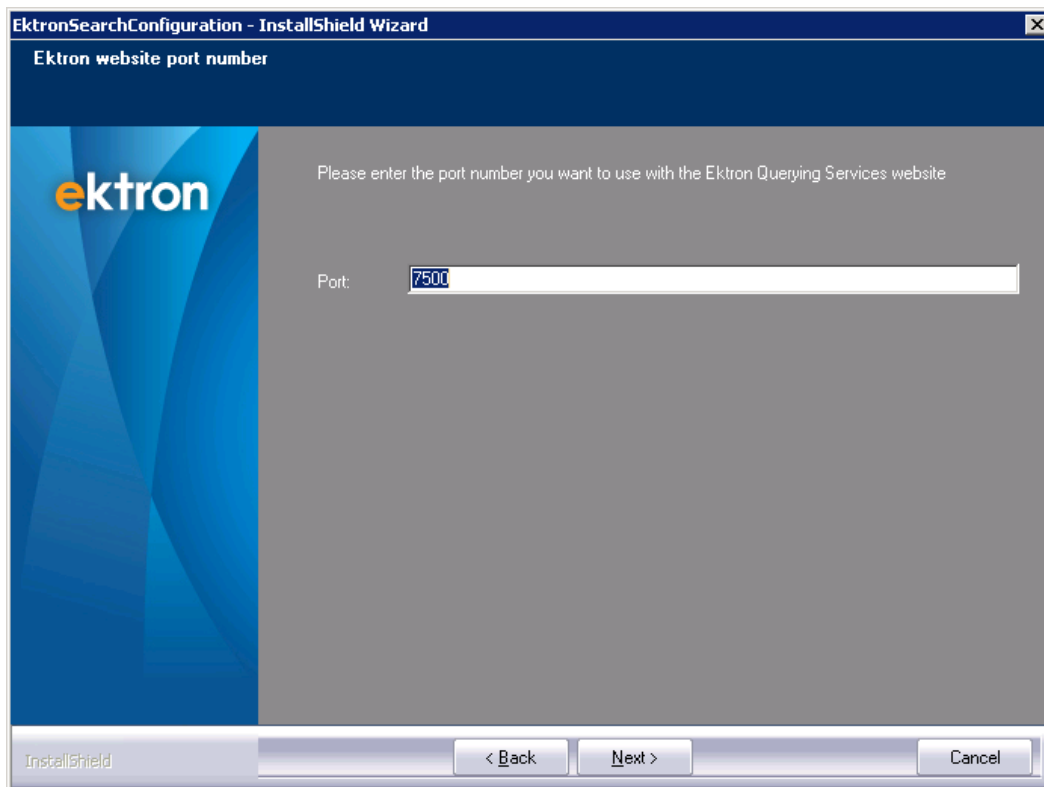 EktronSearchConfiguration - InstallShield Wizard
Ektron website port number
ektron
Please enter the port number you want to use with the Ektron Querying Services website
Port: 7500
InstallShield
< Back Next > Cancel